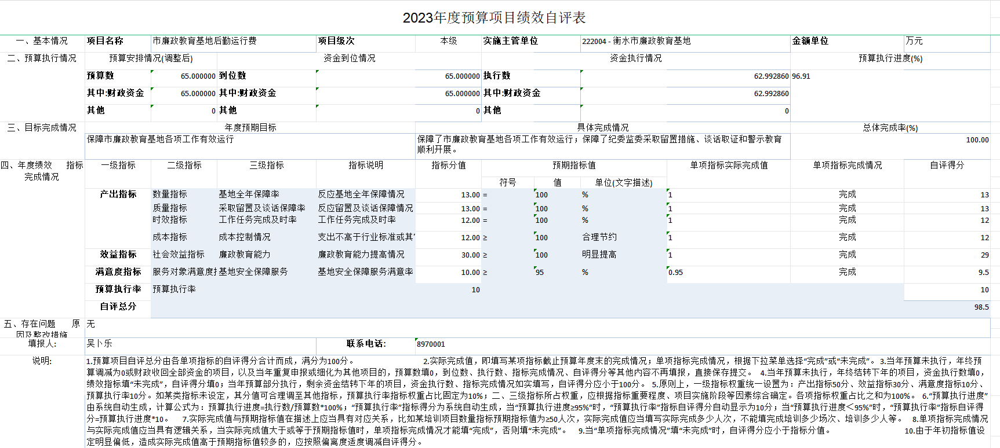 2023年度预算项目绩效自评表
一、基本情况 项目名称 市廉政教育基地后勤运行费 项目级次 本级 实施主管单位 222004 - 衡水市廉政教育基地 金额单位 万元
二、预算执行情况 预算安排情况(调整后) 资金到位情况 资金执行情况 预算执行进度(%)
预算数 65.000000 到位数 65.000000 执行数 62.992860 96.91
其中:财政资金 65.000000 其中:财政资金 65.000000 其中:财政资金 62.992860
其他 0 其他 0 其他 0
三、目标完成情况 年度预期目标 具体完成情况 总体完成率(%)
保障市廉政教育基地各项工作有效运行 保障了市廉政教育基地各项工作有效运行；保障了纪委监委采取留置措施、谈话取证和警示教育 100.00
顺利开展。
四、年度绩效 指标 一级指标 二级指标 三级指标 指标说明 指标分值 预期指标值 单项指标实际完成值 单项指标完成情况 自评得分
完成情况 符号 值 单位(文字描述)
产出指标 数量指标 基地全年保障率 反应基地全年保障情况 13.00 = 100 % 1 完成 13
质量指标 采取留置及谈话保障率 反应留置及谈话保障情况 13.00 = 100 % 1 完成 13
时效指标 工作任务完成及时率 工作任务完成及时率 12.00 = 100 % 1 完成 12
成本指标 成本控制情况 支出不高于行业标准或其 12.00 ≥ 100 合理节约 1 完成 12
效益指标 社会效益指标 廉政教育能力 廉政教育能力提高情况 30.00 ≥ 100 明显提高 1 完成 29
满意度指标 服务对象满意度 基地安全保障服务 基地安全保障服务满意率 10.00 ≥ 95 % 0.95 完成 9.5
预算执行率 预算执行率 10 10
自评总分 98.5
五、存在问题 原 无
因及整改措施
填报人: 吴卜乐 联系电话: 8970001
说明: 1.预算项目自评总分由各单项指标的自评得分合计而成，满分为100分。 2.实际完成值，即填写某项指标截止预算年度末的完成情况；单项指标完成情况，根据下拉菜单选择“完成”或“未完成”。 3.当年预算未执行，年终预
算调减为0或财政收回全部资金的项目，以及当年重复申报或细化为其他项目的，预算数填0，到位数、执行数、指标完成情况、自评得分等其他内容不再填报，直接保存提交。 4.当年预算未执行，年终结转下年的项目，资金执行数填0，
绩效指标填“未完成”，自评得分填0；当年预算部分执行，剩余资金结转下年的项目，资金执行数、指标完成情况如实填写，自评得分应小于100分。 5.原则上，一级指标权重统一设置为：产出指标50分、效益指标30分、满意度指标10分、
预算执行率10分。如某类指标未设定，其分值可合理调至其他指标，预算执行率指标权重占比固定为10%；二、三级指标所占权重，应根据指标重要程度、项目实施阶段等因素综合确定。各项指标权重占比之和为100%。 6.“预算执行进度”
由系统自动生成，计算公式为：预算执行进度=执行数/预算数*100%；“预算执行率”指标得分为系统自动生成，当“预算执行进度≥95%”时，“预算执行率”指标自评得分自动显示为10分；当“预算执行进度＜95%”时，“预算执行率”指标自评得
分=预算执行进度*10。 7.实际完成值与预期指标值在描述上应当具有对应关系，比如某培训项目数量指标预期指标值为≥50人次，实际完成值应当填写实际完成多少人次，不能填完成培训多少场次、培训多少人等。 8.单项指标完成情况
与实际完成值应当具有逻辑关系，当实际完成值大于或等于预期指标值时，单项指标完成情况才能填“完成”，否则填“未完成”。 9.当“单项指标完成情况”填“未完成”时，自评得分应小于指标分值。 10.由于年初指标值设
定明显偏低，造成实际完成值高于预期指标值较多的，应按照偏离度适度调减自评得分。